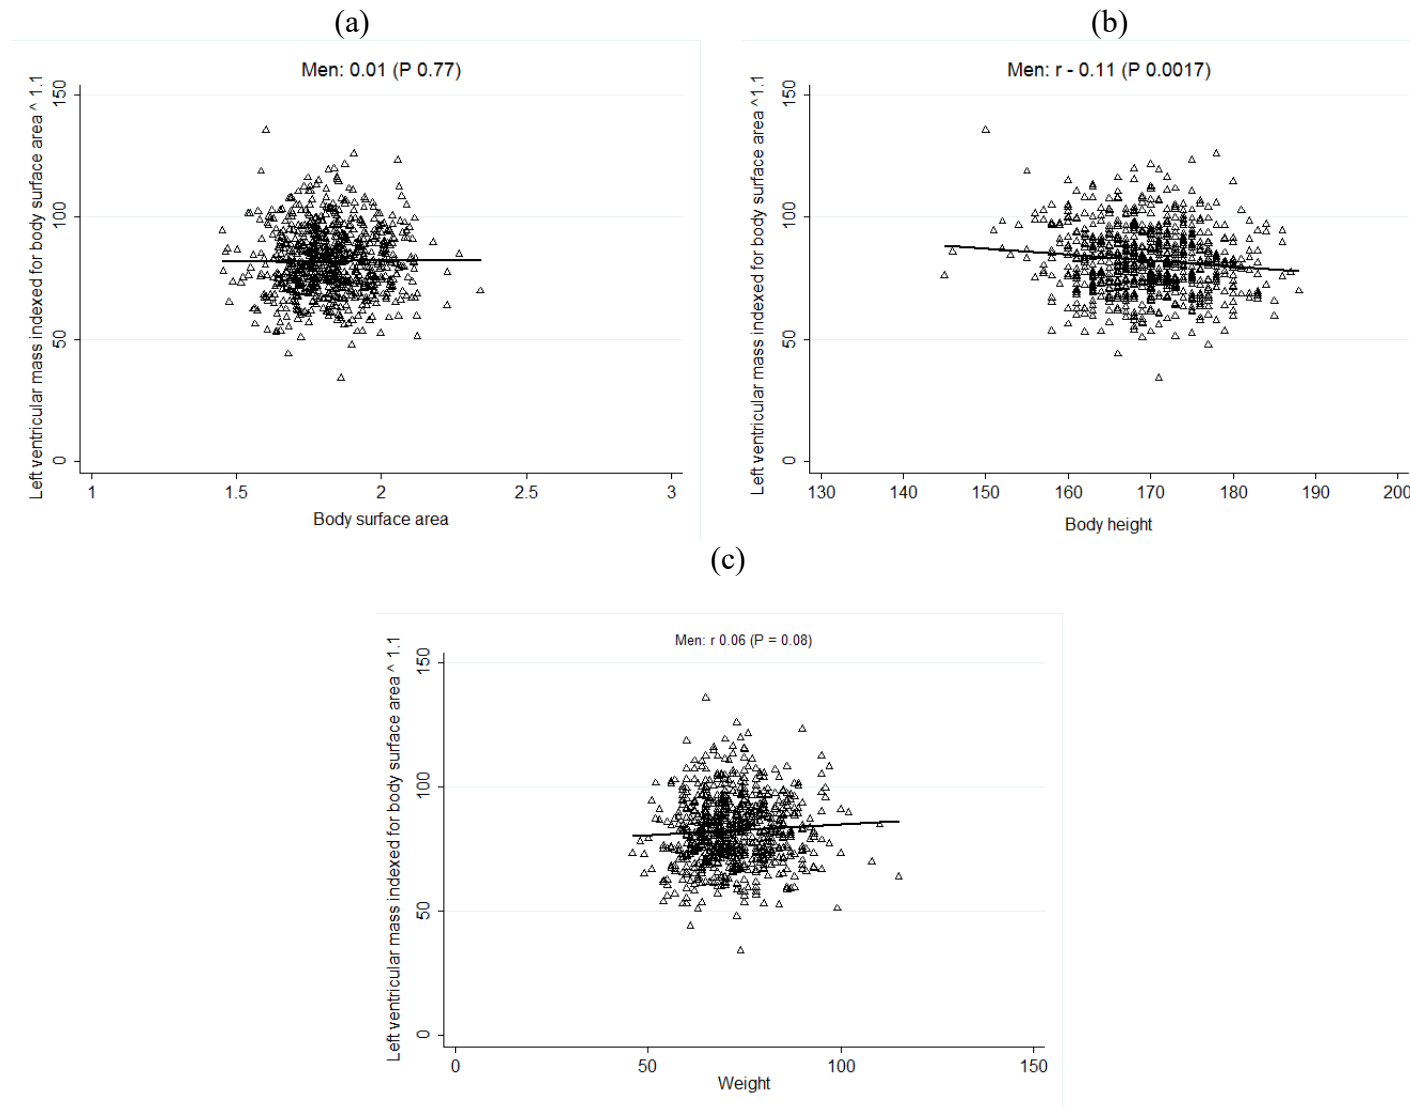 (a)
Men: 0.01 (P 0.77)
Left ventricular mass indexed for body surface area ^ 1.1
150
100
50
0
1
1.5
2
2.5
3
Body surface area
(b)
Men: r - 0.11 (P 0.0017)
Left ventricular mass indexed for body surface area ^1.1
150
100
50
0
130
140
150
160
170
180
190
200
Body height
(c)
Men: r 0.06 (P = 0.08)
Left ventricular mass indexed for body surface area ^ 1.1
150
100
50
0
0
50
100
150
Weight